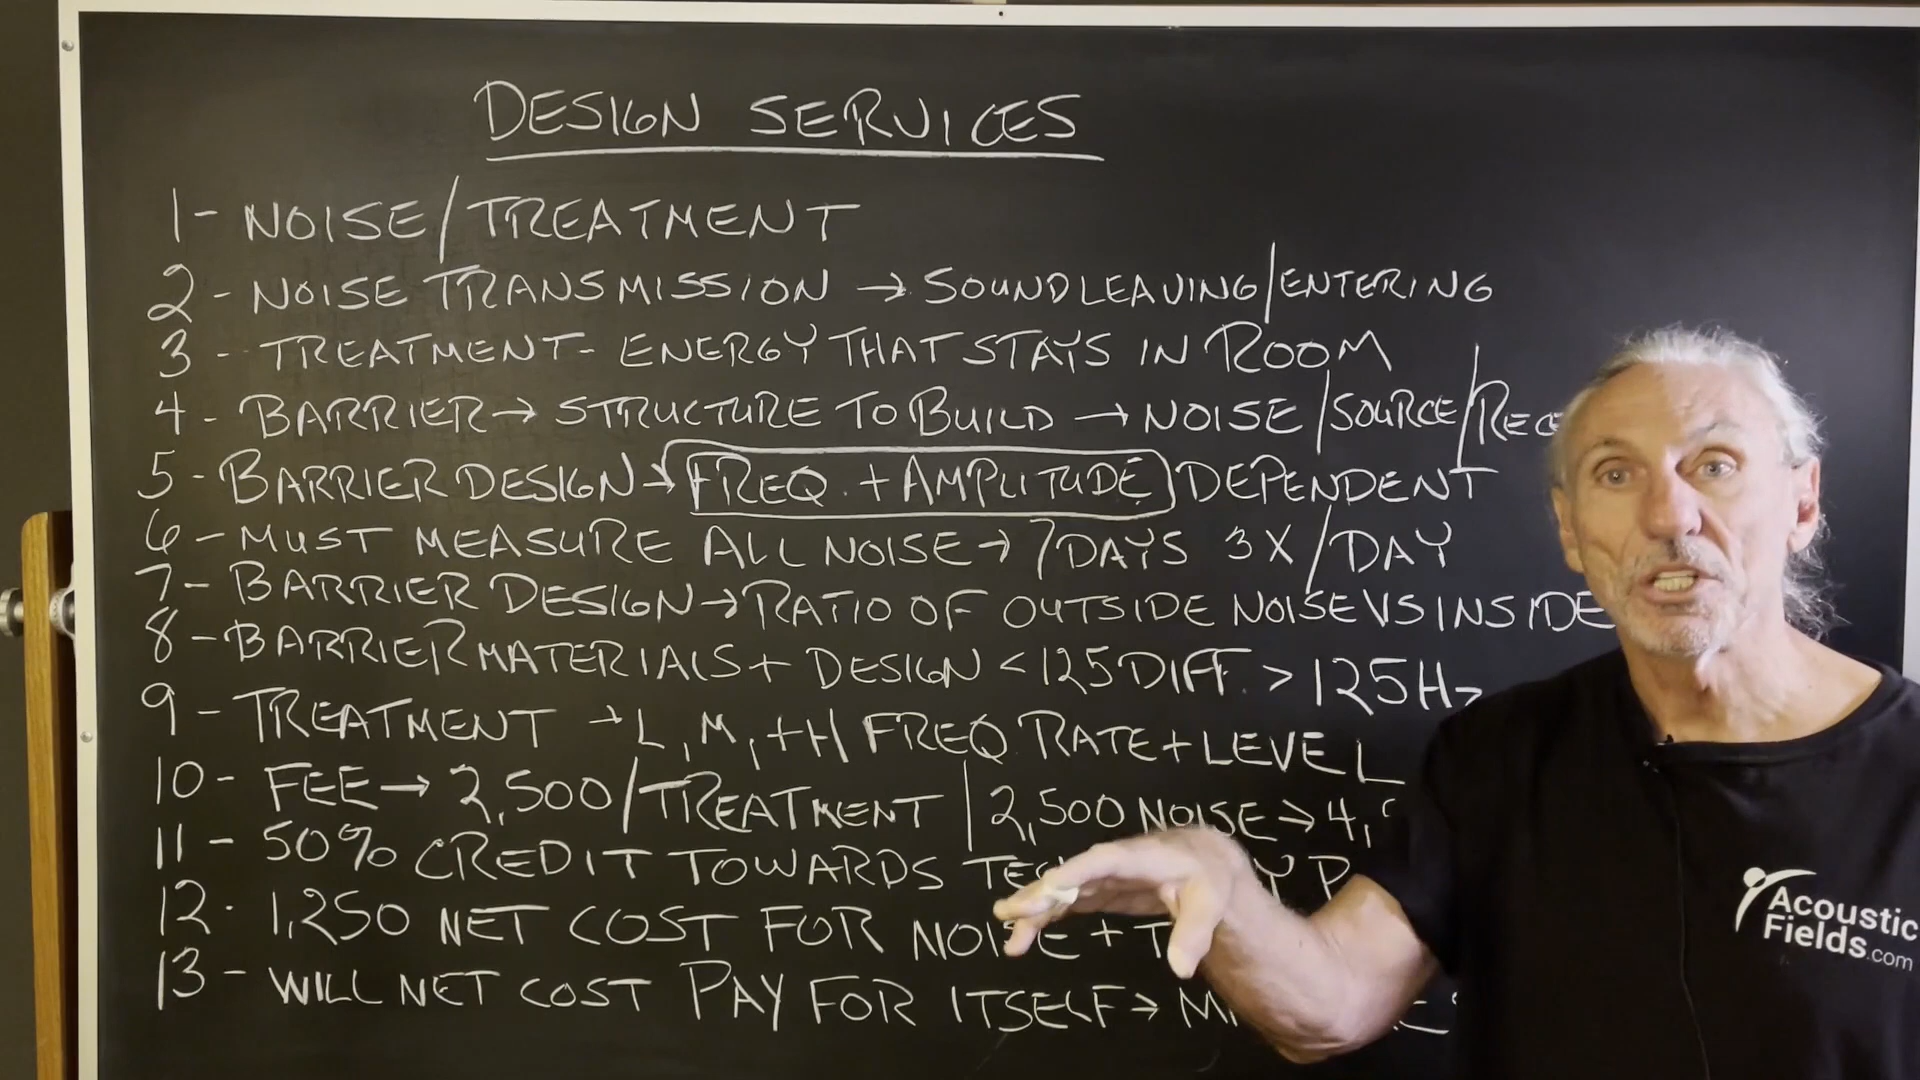 DESIGN SERVICES
1- NOISE/TREATMENT
2- NOISE TRANSMISSION → SOUND LEAVING/ENTERING
3- TREATMENT- ENERGY THAT STAYS IN ROOM
4- BARRIER → STRUCTURE TO BUILD → NOISE/SOURCE/RECE
5- BARRIER DESIGN → FREQ. + AMPLITUDE DEPENDENT
6- MUST MEASURE ALL NOISE → 7 DAYS 3X/DAY
7- BARRIER DESIGN → RATIO OF OUTSIDE NOISE VS INSIDE
8- BARRIER MATERIALS + DESIGN < 125 DIFF. > 125Hz
9- TREATMENT → L, M, + H FREQ. RATE + LEVEL
10- FEE → 2,500/TREATMENT | 2,500 NOISE → 4,
11- 50% CREDIT TOWARDS
12. 1,250 NET COST FOR NOISE +
13- WILL NET COST PAY FOR ITSELF →
Acoustic
Fields.com